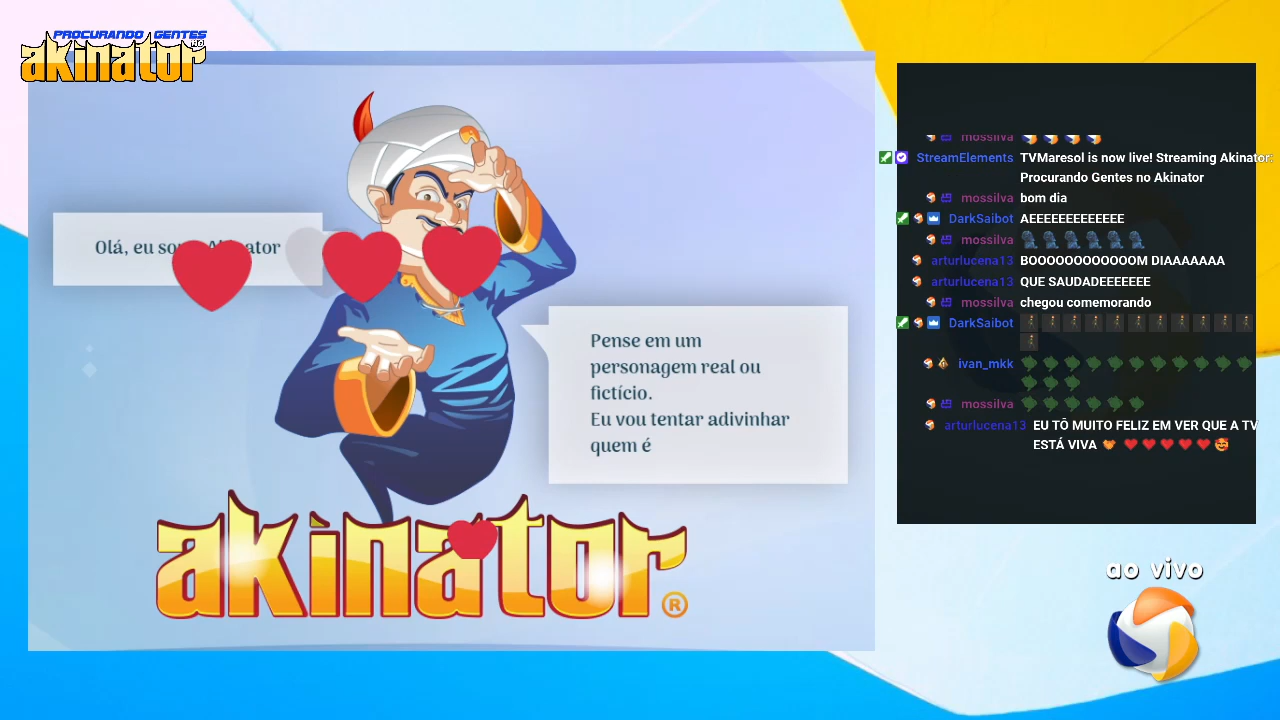 PROCURANDO GENTES
NO
akinator
Olá, eu sou Akinator
Pense em um
personagem real ou
fictício.
Eu vou tentar adivinhar
quem é
akinator®
mossilva
StreamElements TVMaresol is now live! Streaming Akinator:
Procurando Gentes no Akinator
mossilva bom dia
DarkSaibot AEEEEEEEEEEEEE
mossilva
arturlucena13 BOOOOOOOOOOOM DIAAAAAAA
arturlucena13 QUE SAUDADEEEEEEE
mossilva chegou comemorando
DarkSaibot
ivan_mkk
mossilva
arturlucena13 EU TÔ MUITO FELIZ EM VER QUE A TV
ESTÁ VIVA
ao vivo